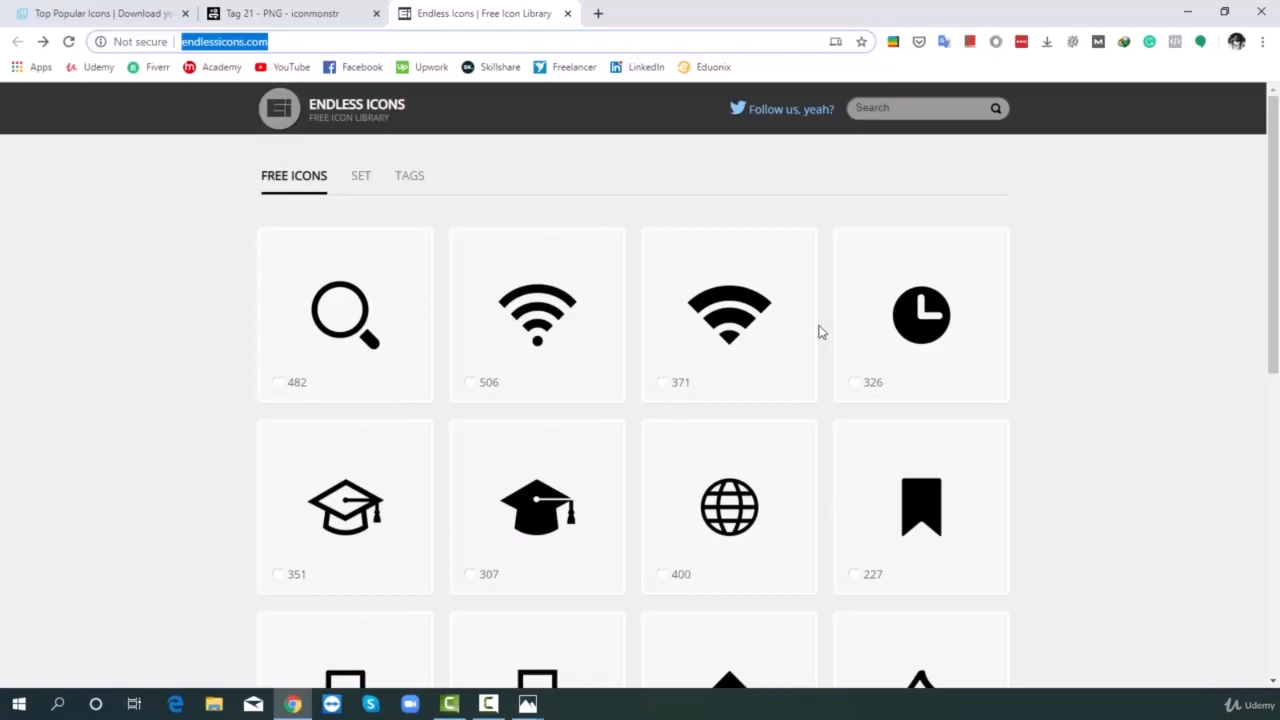 Top Popular Icons | Download yo
Tag 21 - PNG - iconmonstr
Endless Icons | Free Icon Library
Not secure
endlessicons.com
Apps
Udemy
Fiverr
Academy
YouTube
Facebook
Upwork
Skillshare
Freelancer
LinkedIn
Eduonix
ENDLESS ICONS
FREE ICON LIBRARY
Follow us, yeah?
Search
FREE ICONS
SET
TAGS
482
506
371
326
351
307
400
227
Udemy